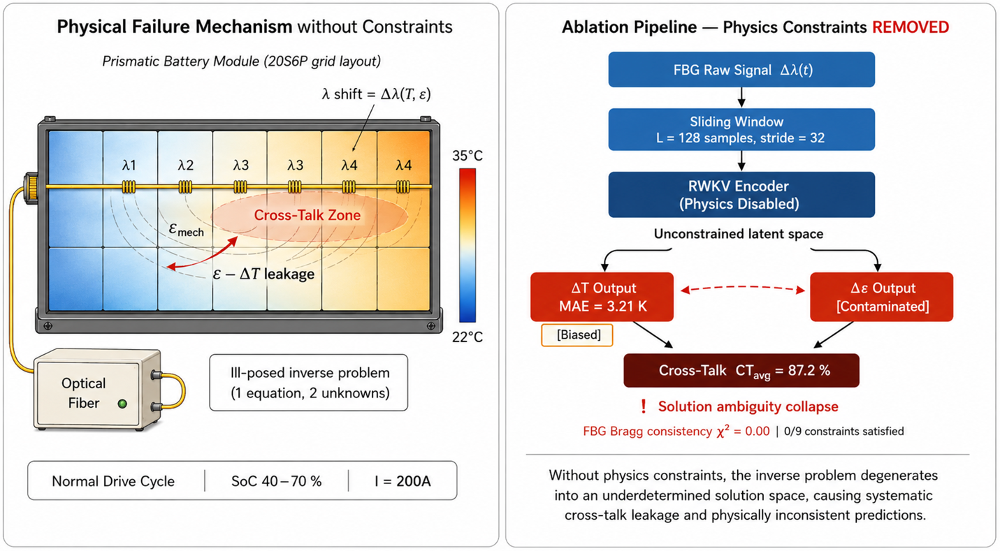 Physical Failure Mechanism without Constraints
Prismatic Battery Module (20S6P grid layout)
λ shift = Δλ(T, ε)
λ1 λ2 λ3 λ3 λ4 λ4
Cross-Talk Zone
εmech
ε – ΔT leakage
35°C
22°C
Optical
Fiber
Ill-posed inverse problem
(1 equation, 2 unknowns)
Normal Drive Cycle | SoC 40–70 % | I = 200A
Ablation Pipeline — Physics Constraints REMOVED
FBG Raw Signal Δλ(t)
Sliding Window
L = 128 samples, stride = 32
RWKV Encoder
(Physics Disabled)
Unconstrained latent space
ΔT Output
MAE = 3.21 K
[Biased]
Δε Output
[Contaminated]
Cross-Talk CTavg = 87.2 %
! Solution ambiguity collapse
FBG Bragg consistency χ² = 0.00 | 0/9 constraints satisfied
Without physics constraints, the inverse problem degenerates
into an underdetermined solution space, causing systematic
cross-talk leakage and physically inconsistent predictions.